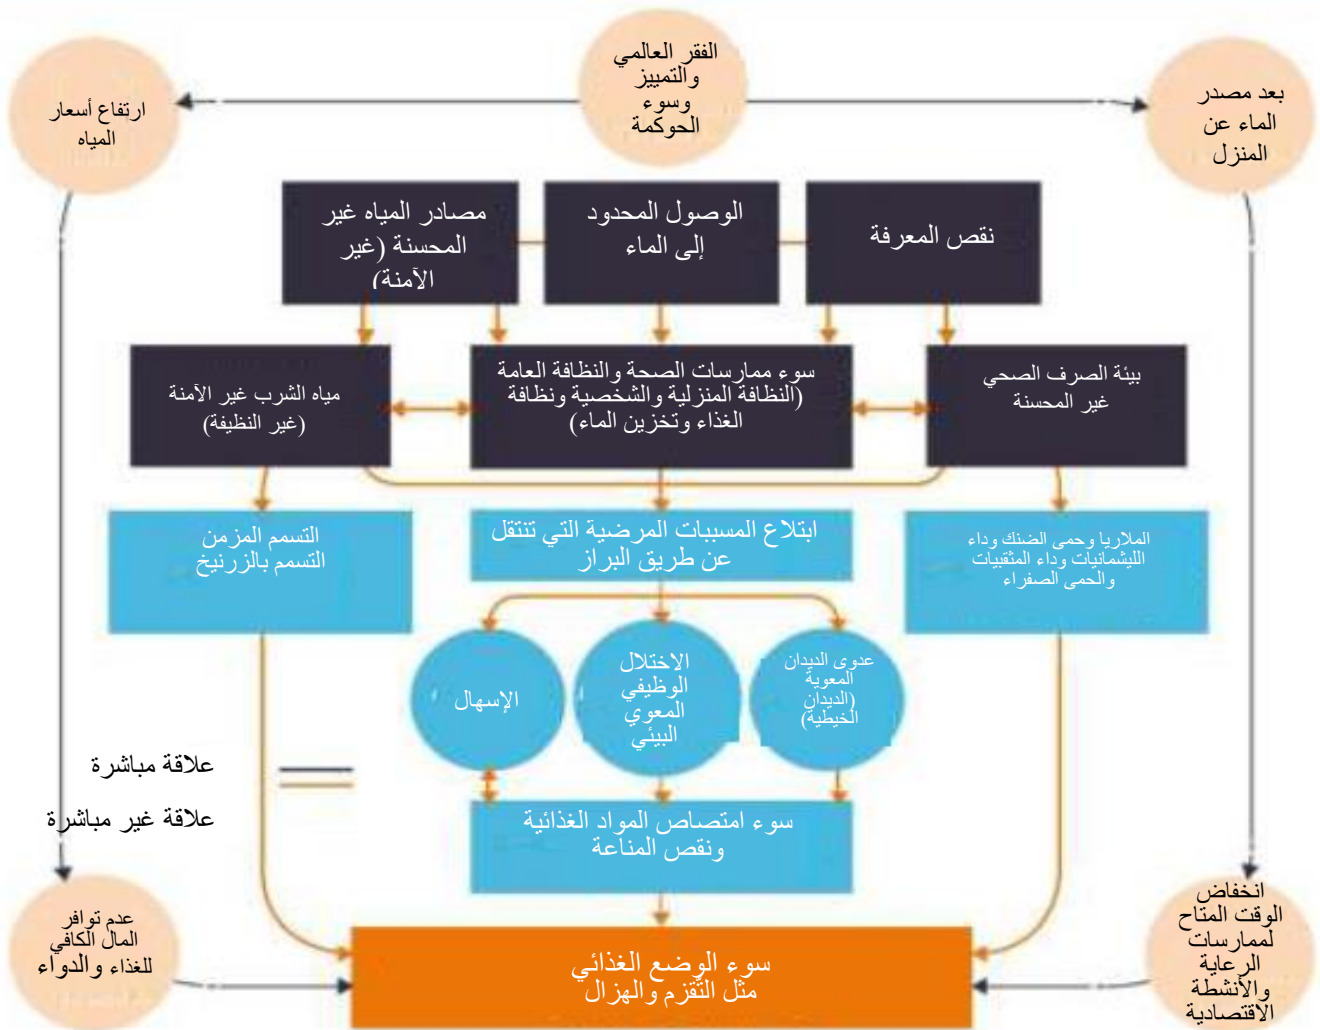 الفقر العالمي
والتمييز
وسوء
الحوكمة
بعد مصدر
الماء عن
المنزل
ارتفاع أسعار
المياه
نقص المعرفة
الوصول المحدود
إلى الماء
مصادر المياه غير
المحسنة (غير
الآمنة)
بيئة الصرف الصحي
غير المحسنة
سوء ممارسات الصحة والنظافة العامة
(النظافة المنزلية والشخصية ونظافة
الغذاء وتخزين الماء)
مياه الشرب غير الآمنة
(غير النظيفة)
الملاريا وحمى الضنك وداء
الليشمانيات وداء المثقبيات
والحمى الصفراء
ابتلاع المسببات المرضية التي تنتقل
عن طريق البراز
التسمم المزمن
التسمم بالزرنيخ
عدوى الديدان
المعوية
(الديدان
الخيطية)
الاختلال
الوظيفي
المعوي
البيئي
الإسهال
علاقة مباشرة
علاقة غير مباشرة
سوء امتصاص المواد الغذائية
ونقص المناعة
انخفاض
الوقت المتاح
لممارسات
الرعاية
والأنشطة
الاقتصادية
سوء الوضع الغذائي
مثل التقزم والهزال
عدم توافر
المال الكافي
للغذاء والدواء